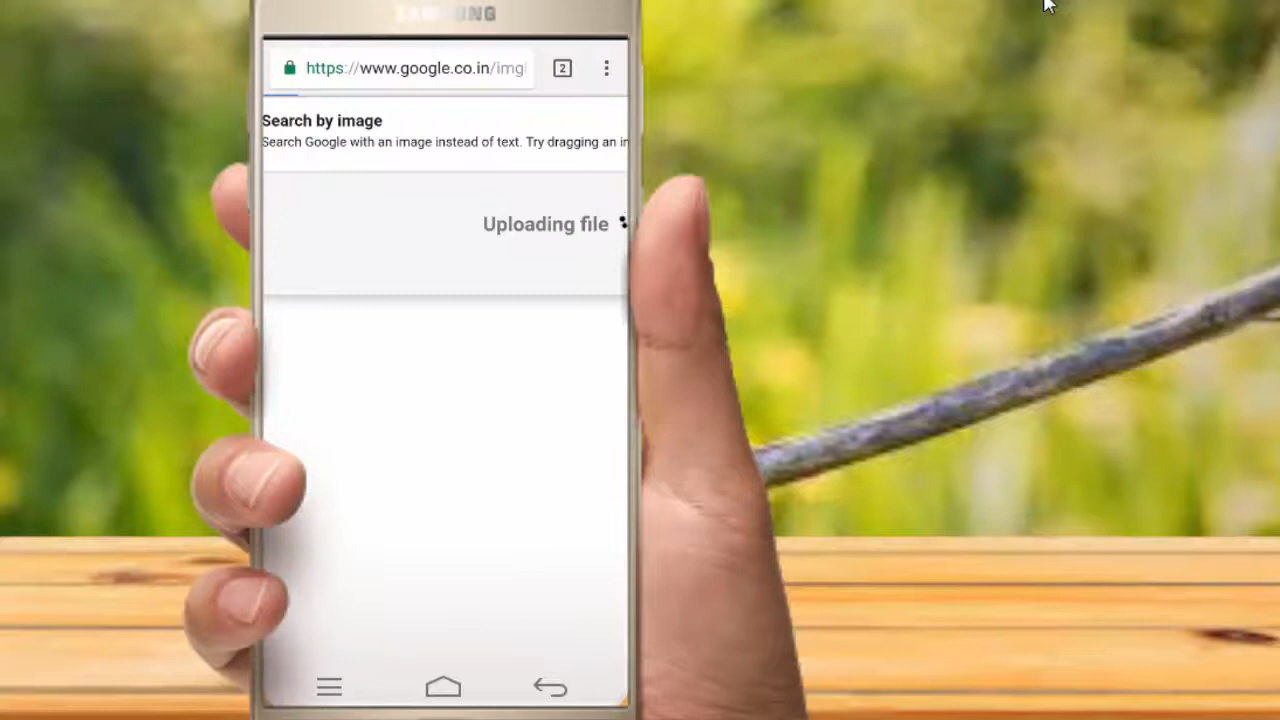 SAMSUNG
https://www.google.co.in/img
2
Search by image
Search Google with an image instead of text. Try dragging an
Uploading file